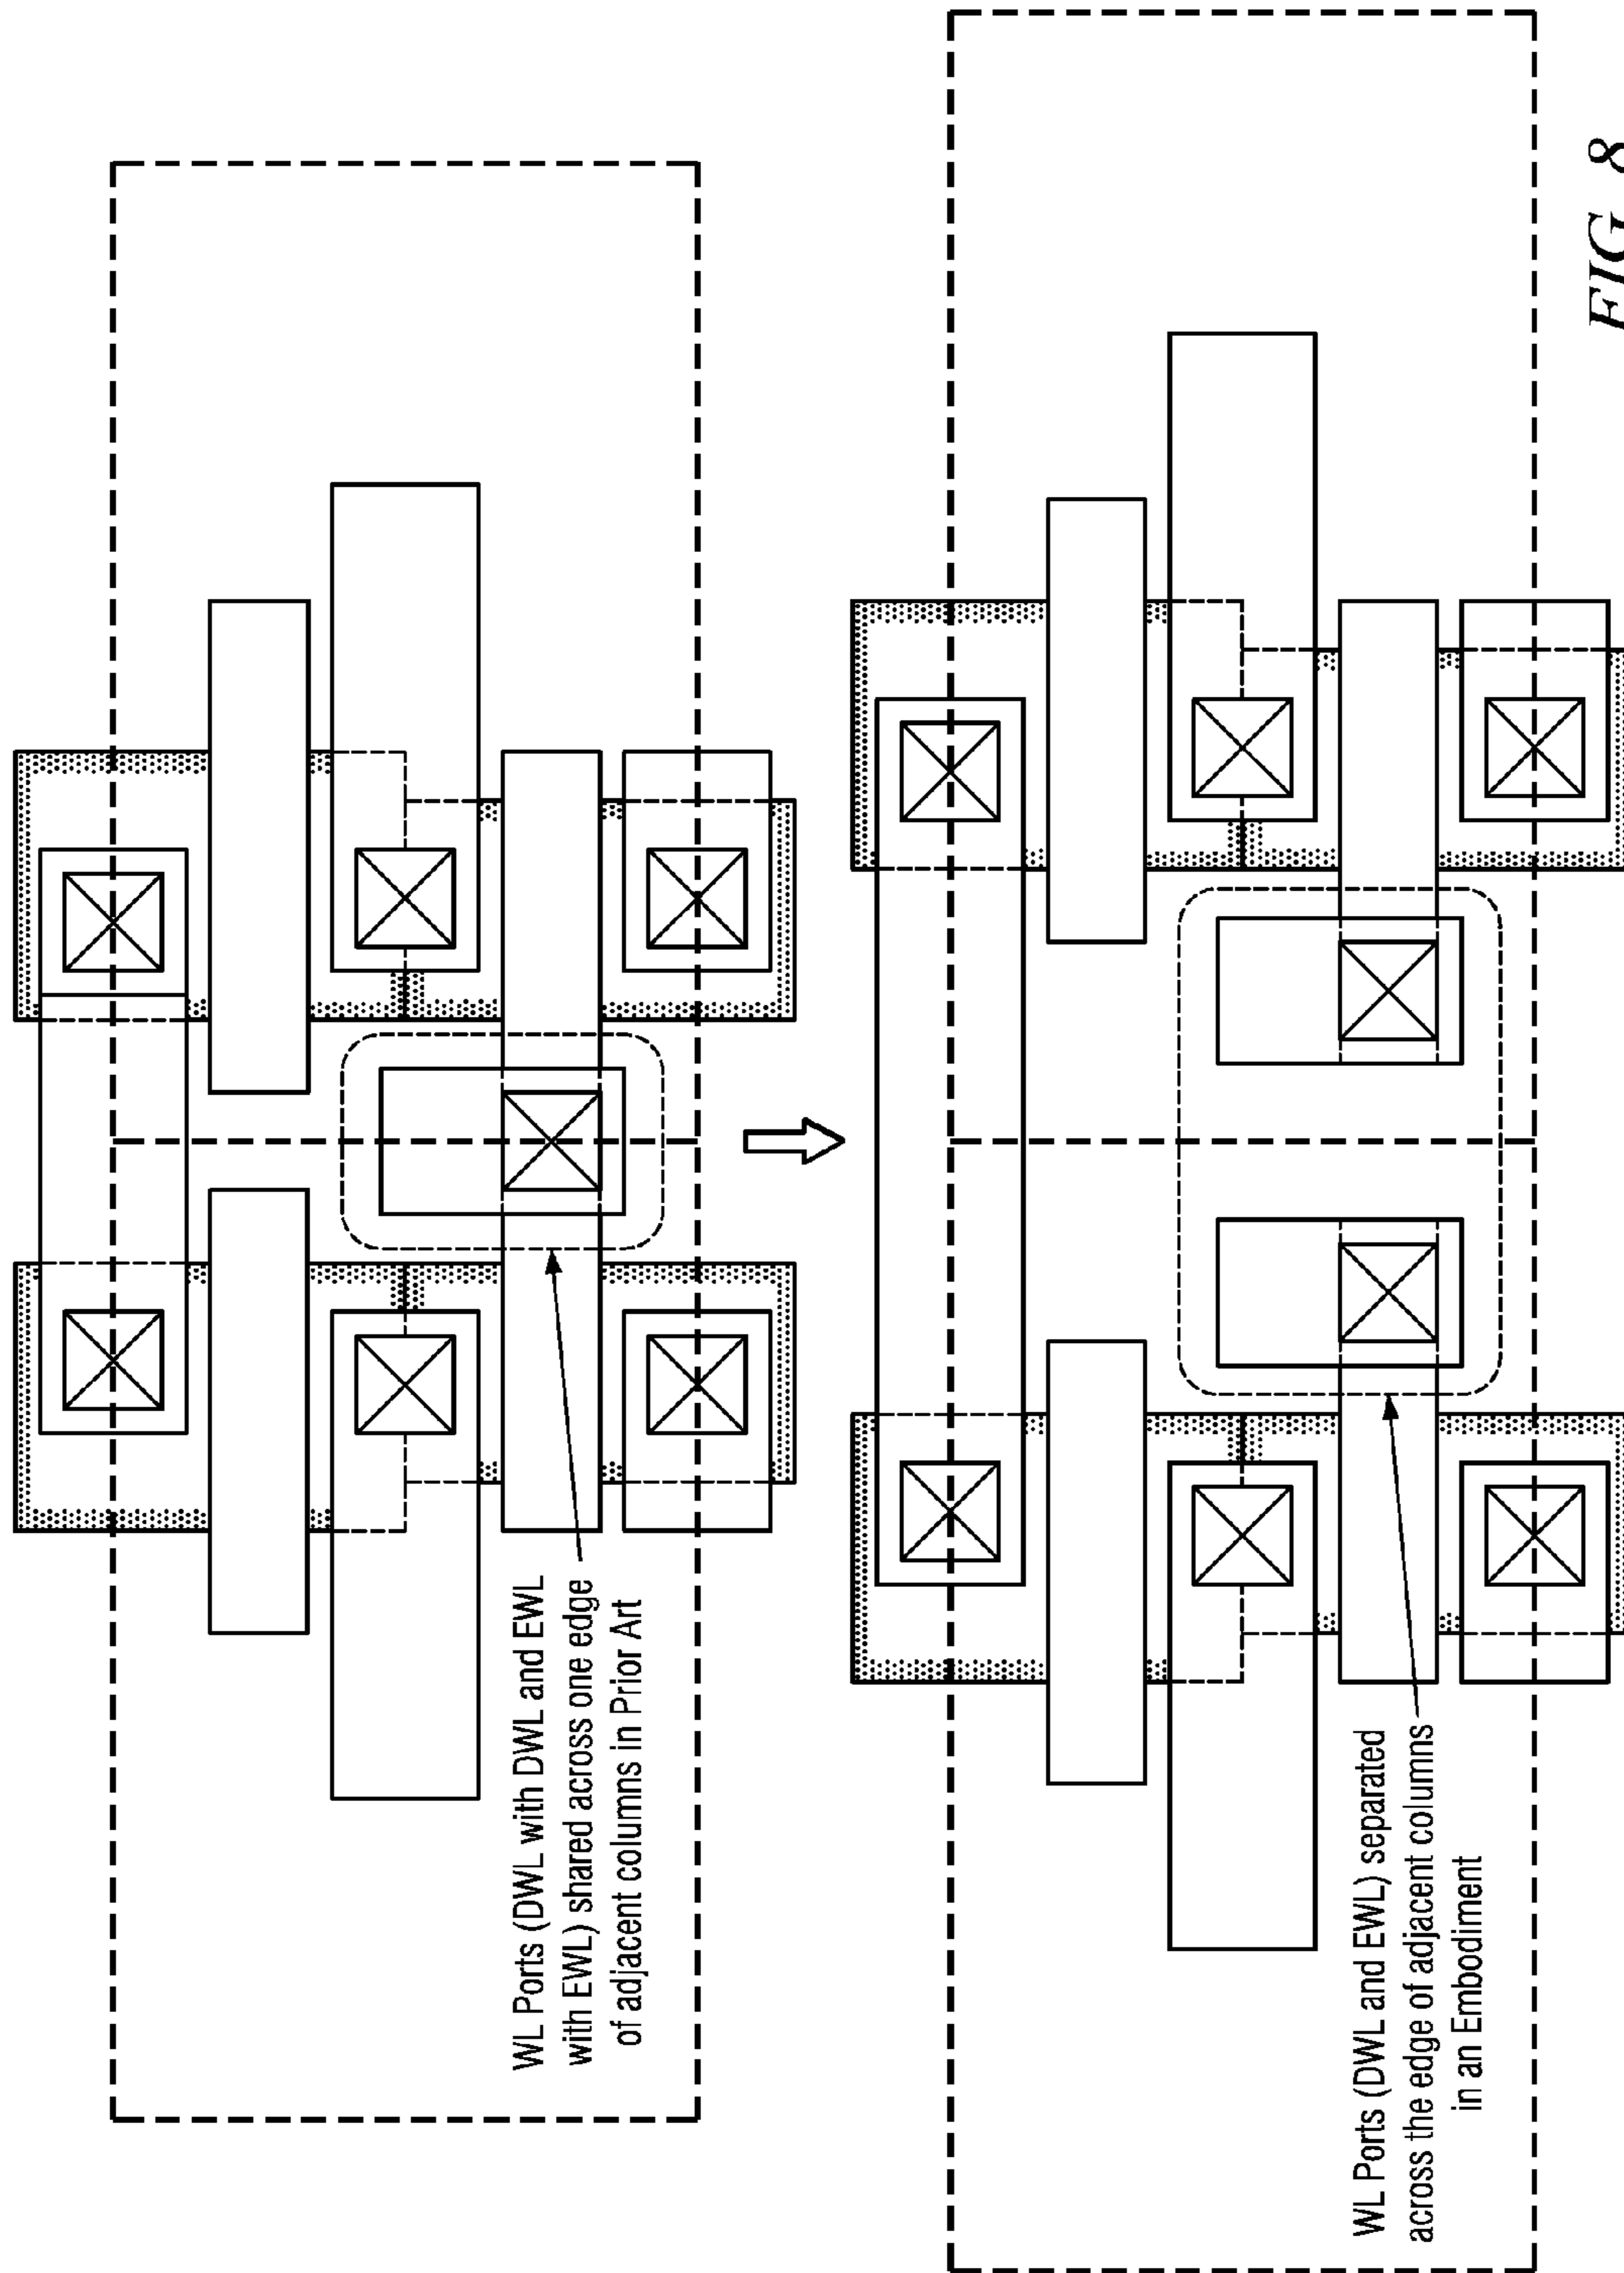 WL Ports (DWL with DWL and EWL
with EWL) shared across one edge
of adjacent columns in Prior Art
WL Ports (DWL and EWL) separated
across the edge of adjacent columns
in an Embodiment
FIG. 8